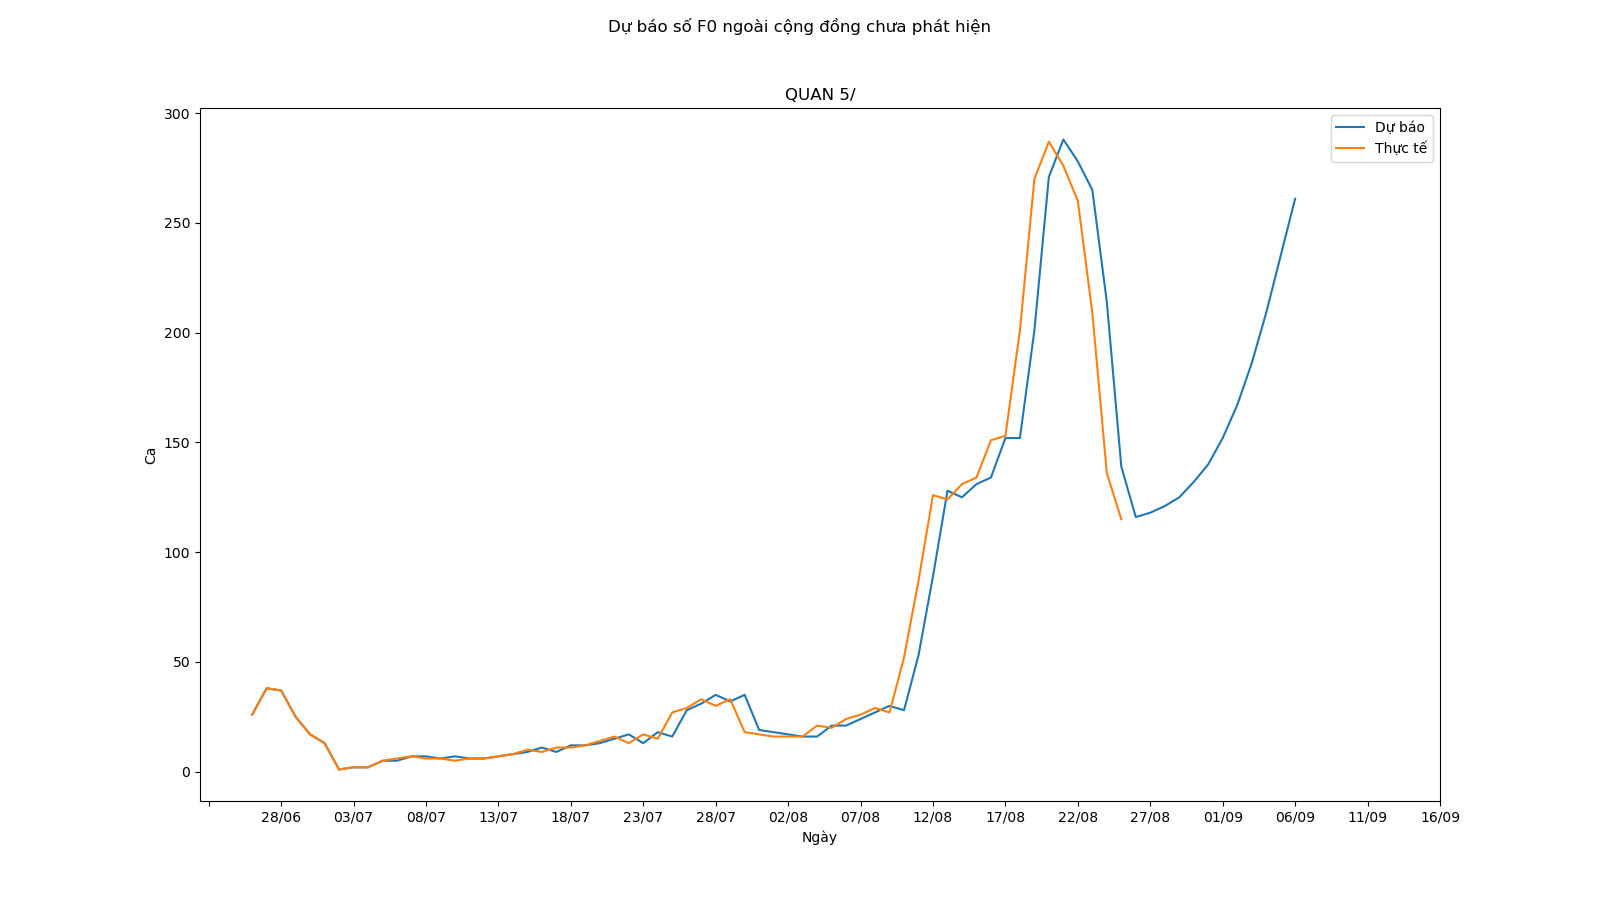 Dự báo số F0 ngoài cộng đồng chưa phát hiện
QUAN 5/
Dự báo
Thực tế
300
250
200
150
100
50
0
Ca
28/06 03/07 08/07 13/07 18/07 23/07 28/07 02/08 07/08 12/08 17/08 22/08 27/08 01/09 06/09 11/09 16/09
Ngày